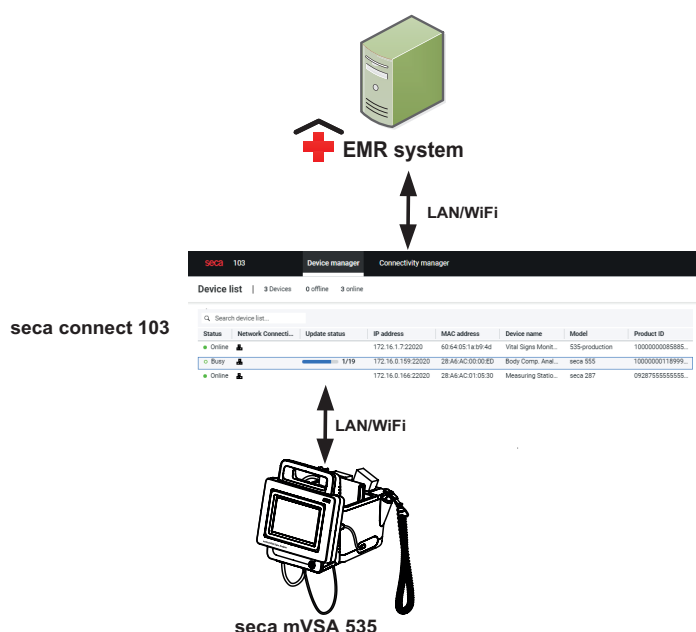 EMR system
LAN/WiFi
seca 103 Device manager Connectivity manager
Device list | 3 Devices 0 offline 3 online
Search device list...
seca connect 103
Status Network Connecti... Update status IP address MAC address Device name Model Product ID
Online 172.16.1.7:22020 60:64:05:1a:b9:4d Vital Signs Monit... 535-production 10000000085885...
Busy 1/19 172.16.0.159:22020 28:A6:AC:00:00:ED Body Comp. Anal... seca 555 10000000118999...
Online 172.16.0.166:22020 28:A6:AC:01:05:30 Measuring Statio... seca 287 09287555555555...
LAN/WiFi
seca mVSA 535